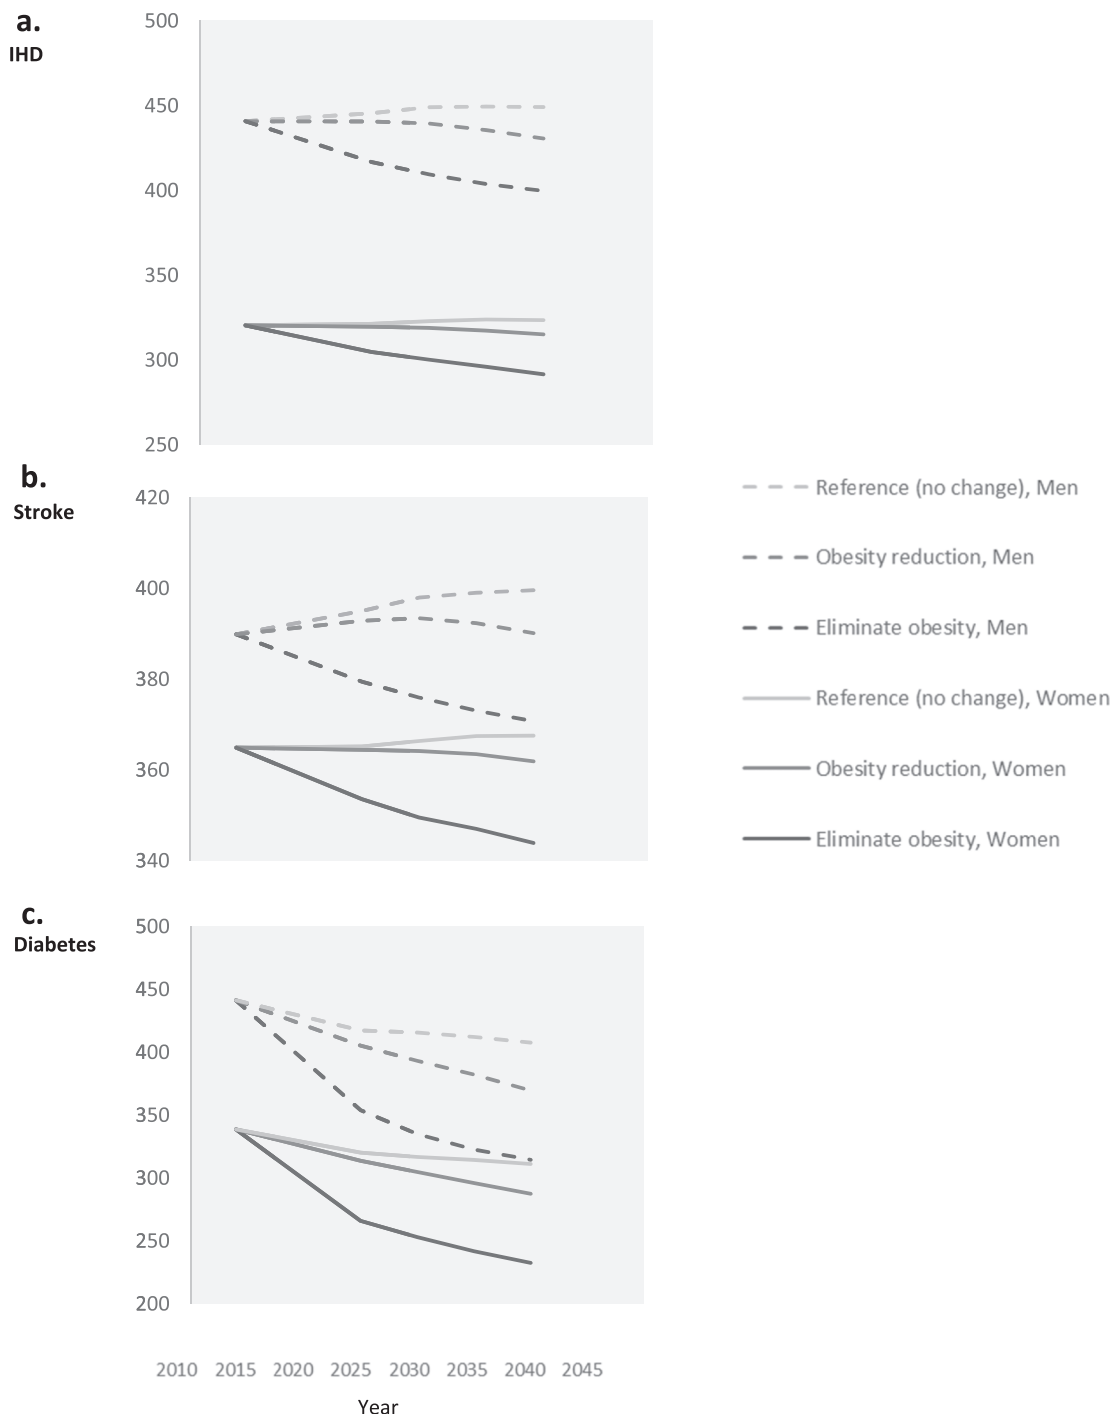 a.
IHD
500
450
400
350
300
250
b.
Stroke
420
400
380
360
340
Reference (no change), Men
Obesity reduction, Men
Eliminate obesity, Men
Reference (no change), Women
Obesity reduction, Women
Eliminate obesity, Women
c.
Diabetes
500
450
400
350
300
250
200
2010 2015 2020 2025 2030 2035 2040 2045
Year